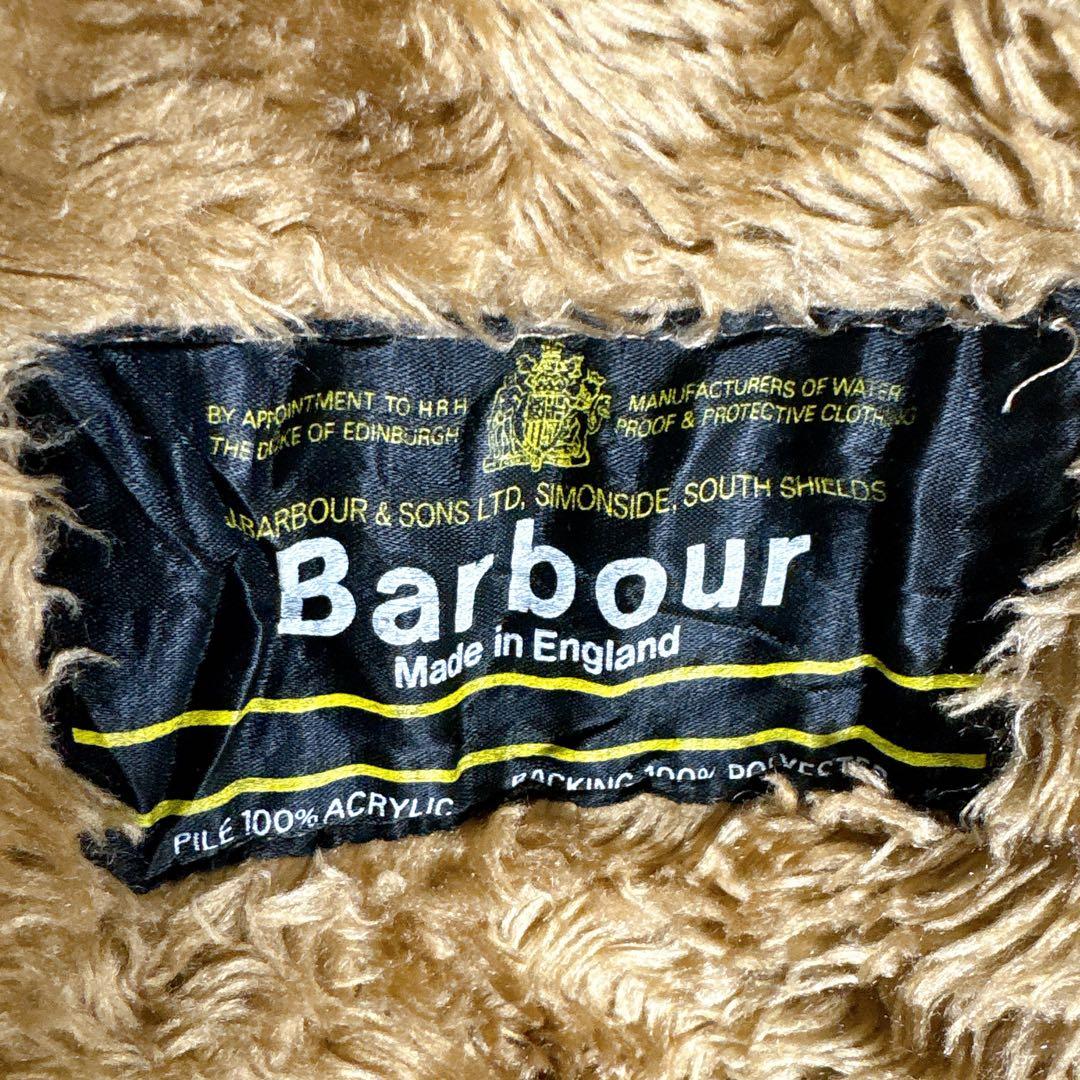 BY APPOINTMENT TO H.R.H
THE DUKE OF EDINBURGH
MANUFACTURERS OF WATER
PROOF & PROTECTIVE CLOTHING
J.BARBOUR & SONS LTD, SIMONSIDE, SOUTH SHIELDS
Barbour
Made in England
PILE 100% ACRYLIC. BACKING 100% POLYESTER